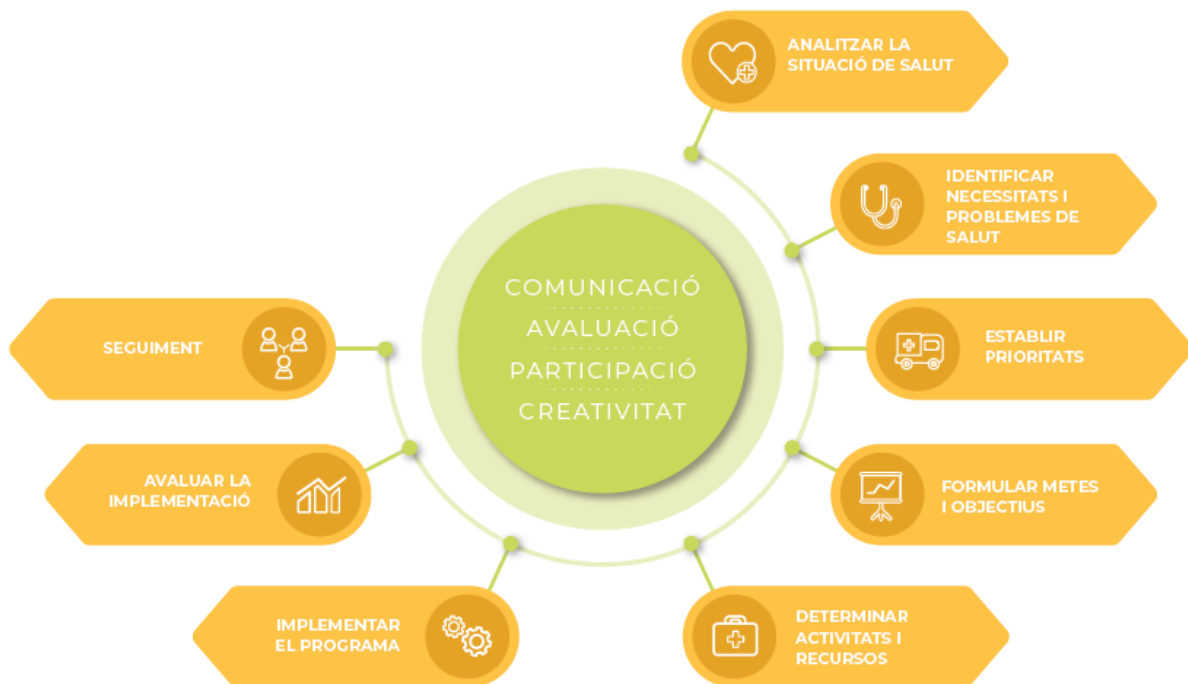 ANALITZAR LA
SITUACIÓ DE SALUT
IDENTIFICAR
NECESSITATS I
PROBLEMES DE
SALUT
ESTABLIR
PRIORITATS
FORMULAR METES
I OBJECTIUS
DETERMINAR
ACTIVITATS I
RECURSOS
IMPLEMENTAR
EL PROGRAMA
AVALUAR LA
IMPLEMENTACIÓ
SEGUIMENT
COMUNICACIÓ
AVALUACIÓ
PARTICIPACIÓ
CREATIVITAT